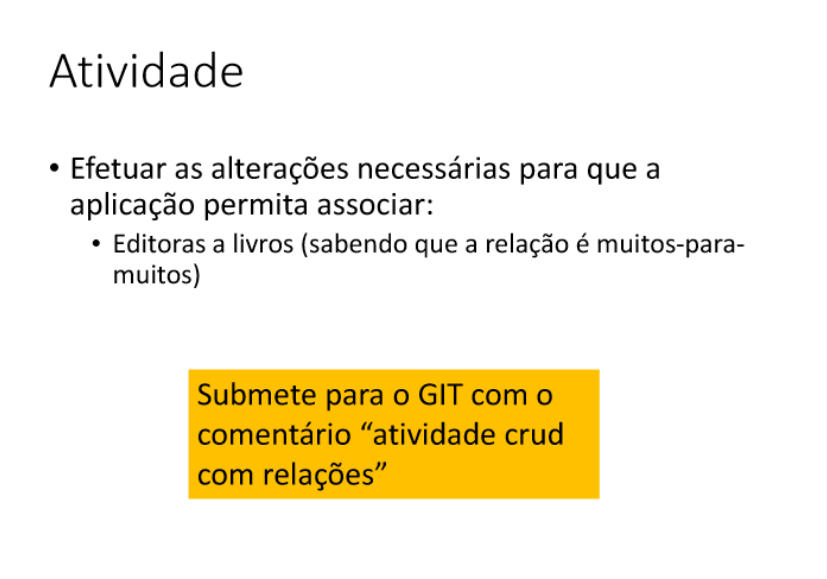 Atividade
• Efetuar as alterações necessárias para que a
aplicação permita associar:
• Editoras a livros (sabendo que a relação é muitos-para-
muitos)
Submete para o GIT com o
comentário “atividade crud
com relações”